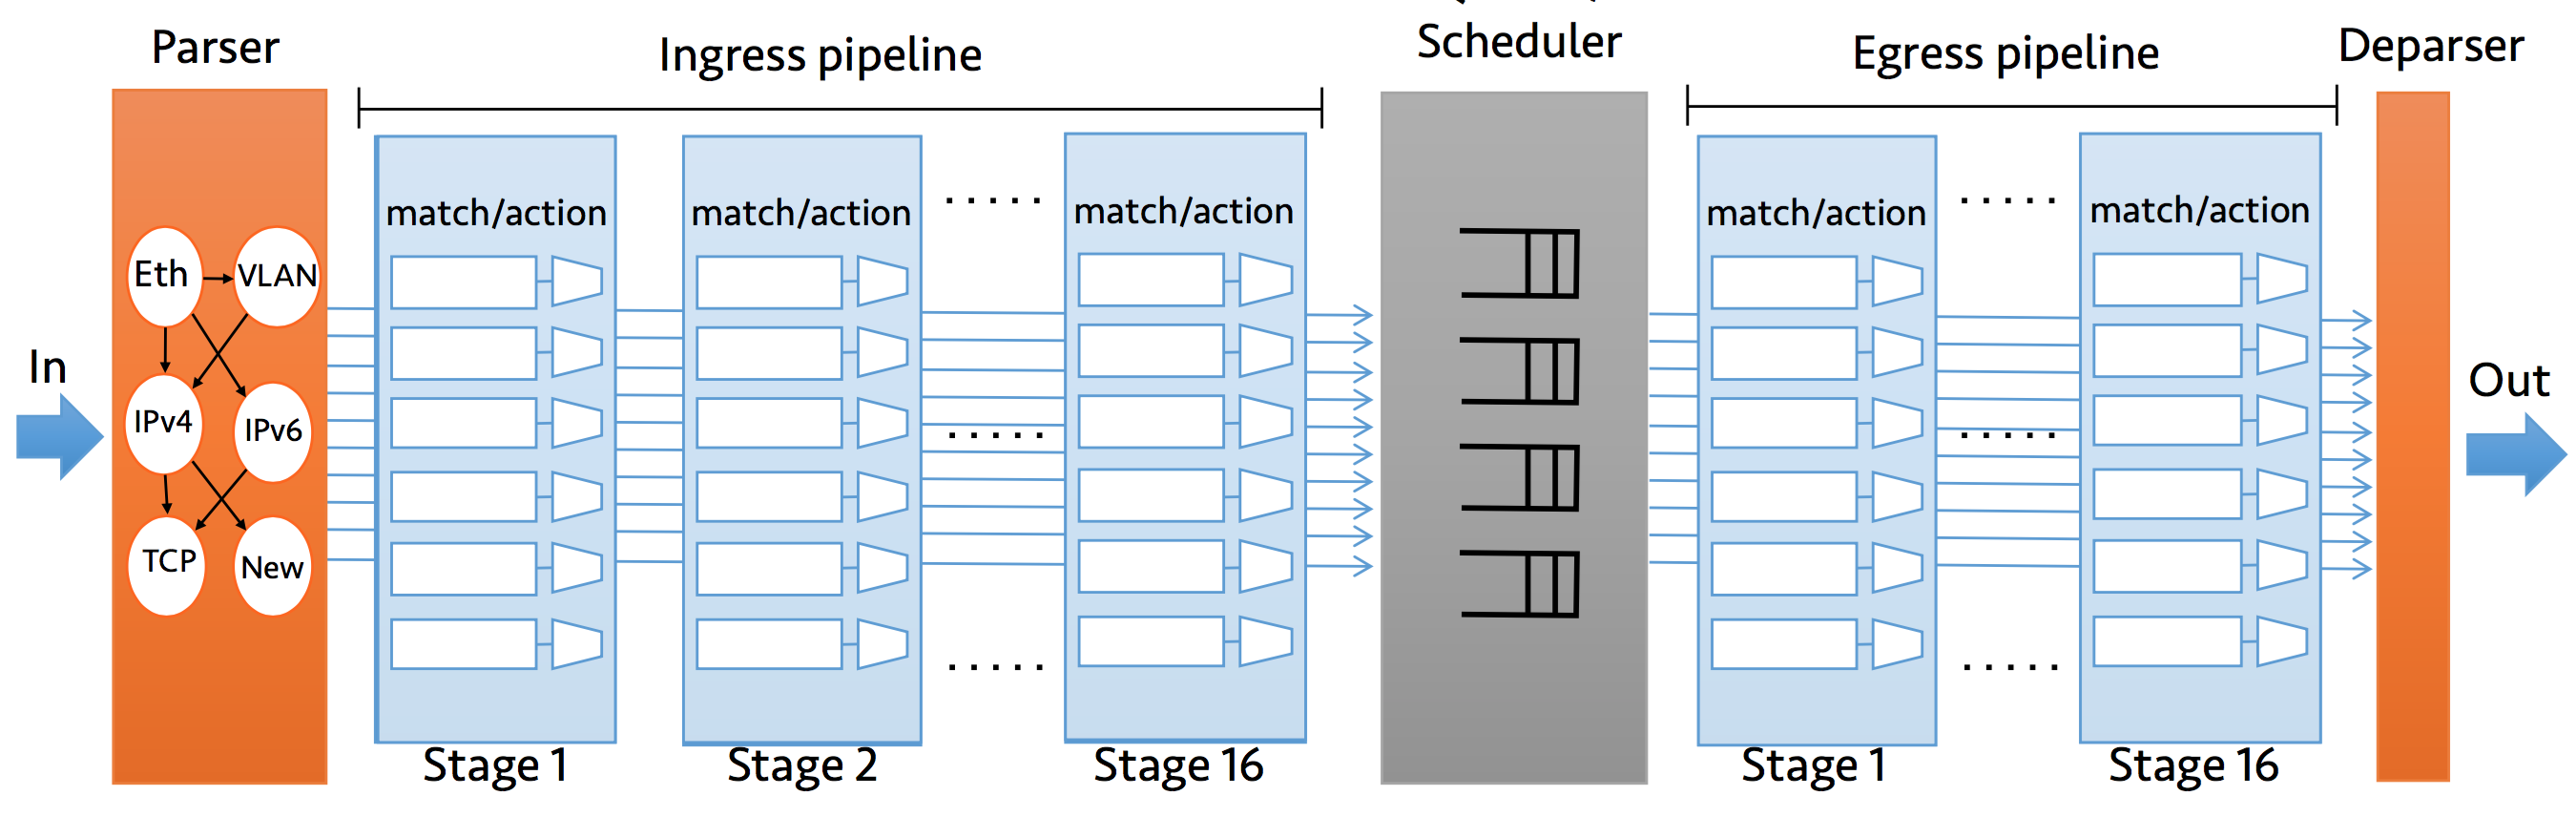 Parser
Ingress pipeline
Scheduler
Egress pipeline
Deparser
In
Eth
VLAN
IPv4
IPv6
TCP
New
match/action
match/action
.....
match/action
match/action
.....
match/action
.....
.....
.....
.....
Stage 1
Stage 2
Stage 16
Stage 1
Stage 16
Out